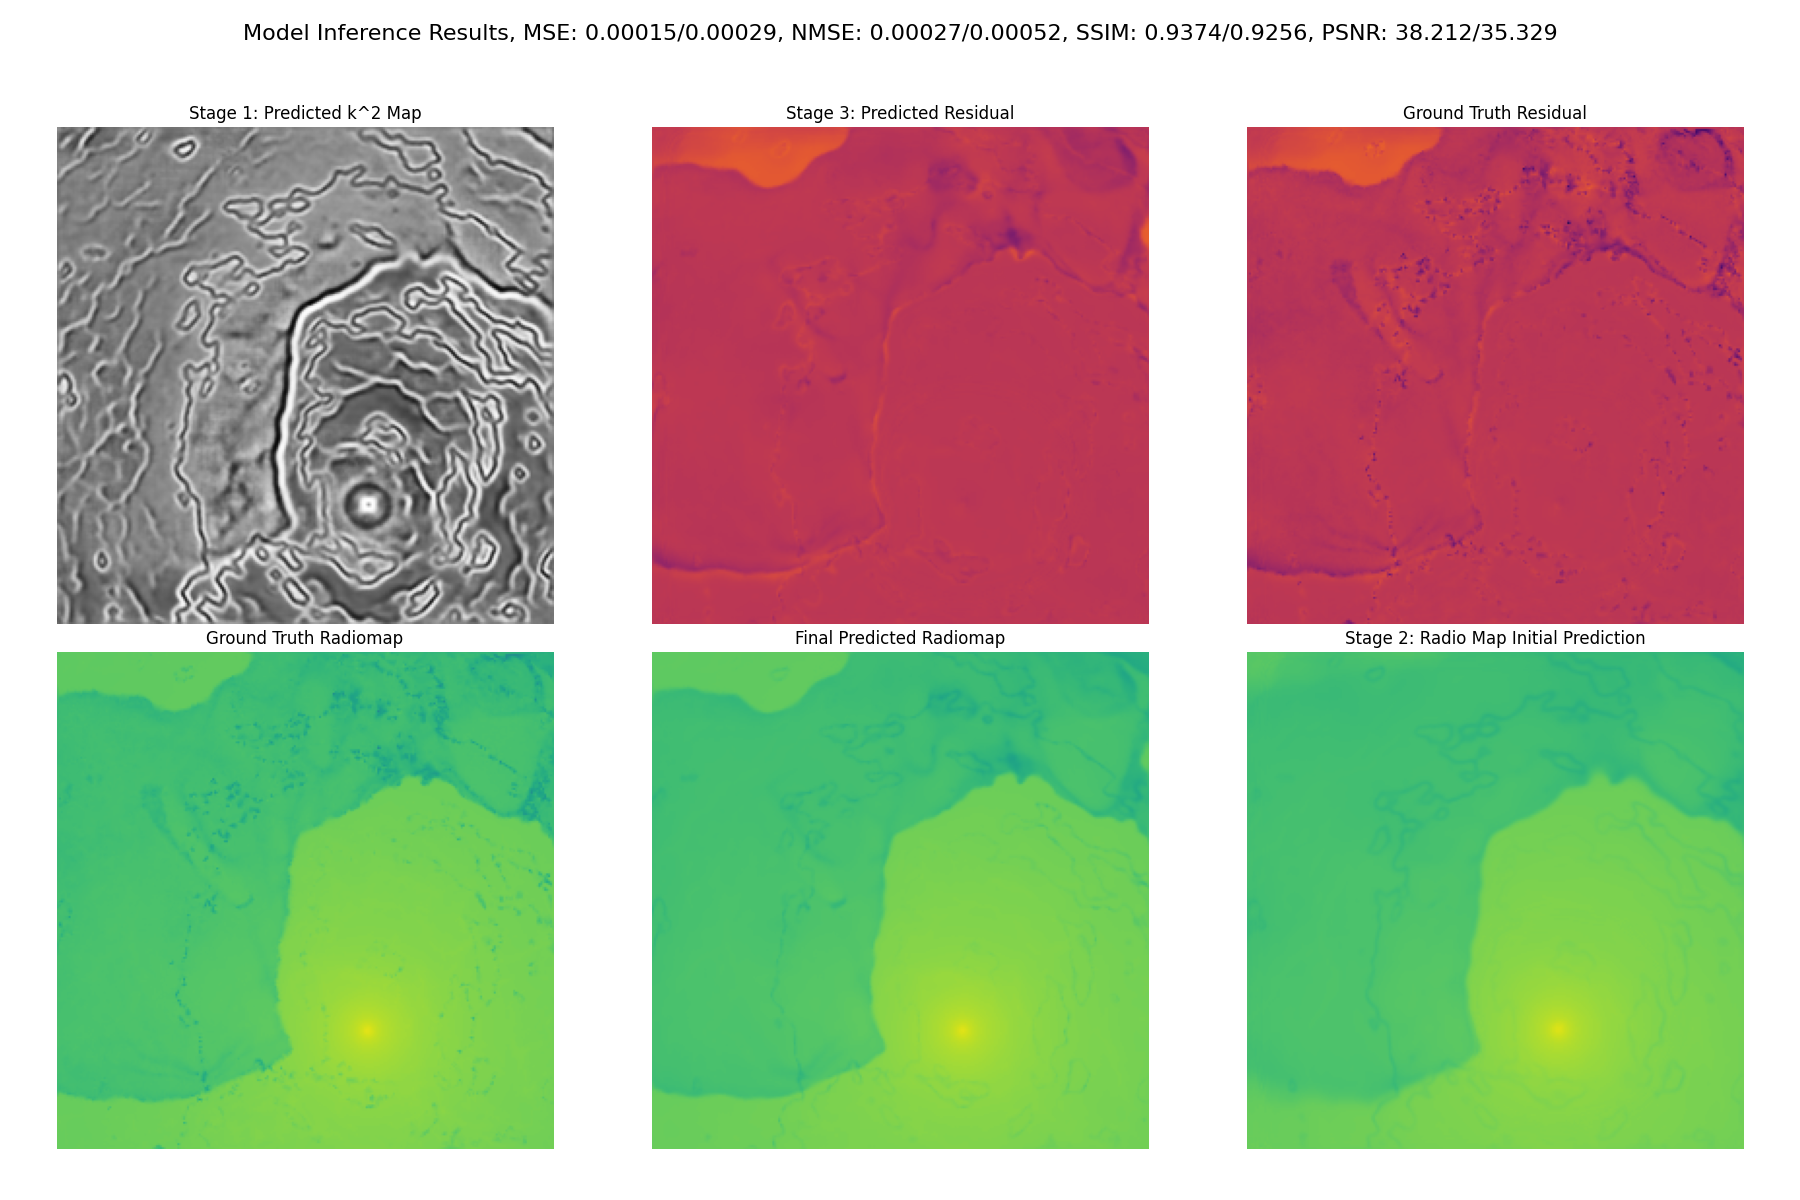 Model Inference Results, MSE: 0.00015/0.00029, NMSE: 0.00027/0.00052, SSIM: 0.9374/0.9256, PSNR: 38.212/35.329
Stage 1: Predicted k^2 Map
Stage 3: Predicted Residual
Ground Truth Residual
Ground Truth Radiomap
Final Predicted Radiomap
Stage 2: Radio Map Initial Prediction